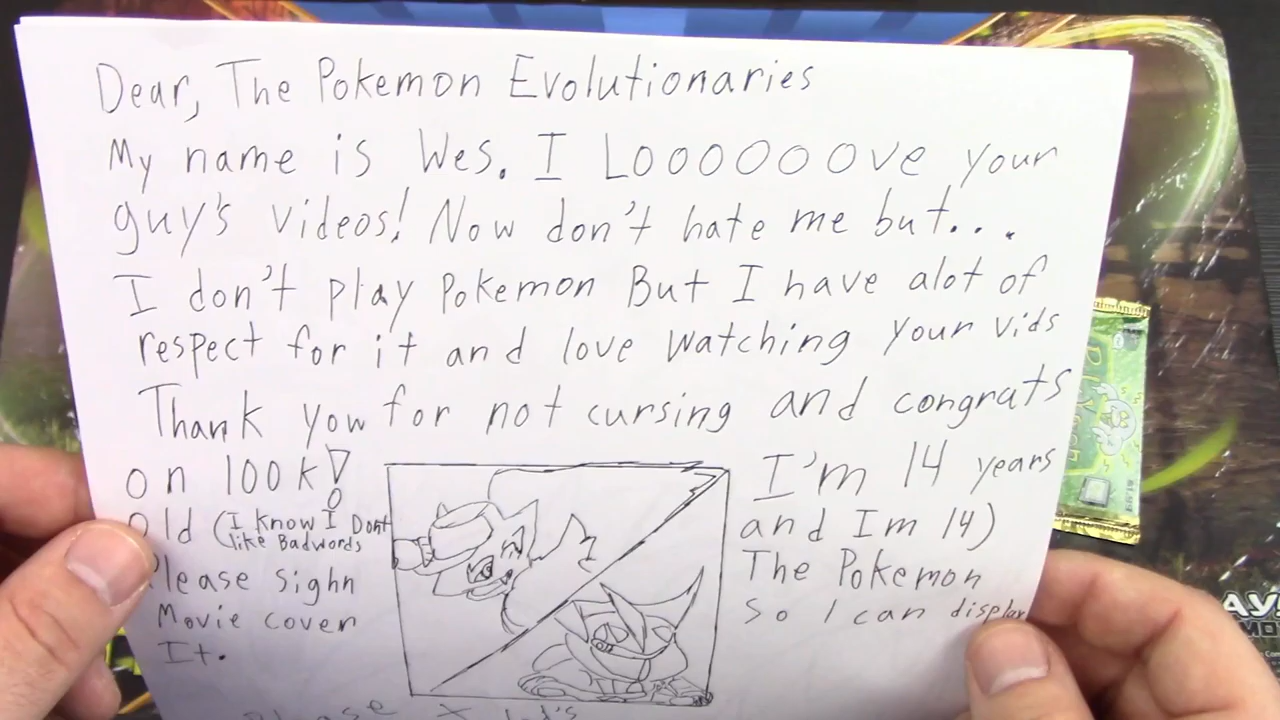 Dear, The Pokemon Evolutionaries
My name is Wes. I Looooooove your
guy's videos! Now don't hate me but...
I don't play Pokemon But I have alot of
respect for it and love watching your vids
Thank you for not cursing and congrats
on 100k! I'm 14 years
old (I know I Dont like Badwords and Im 14)
Please sighn The Pokemon
Movie cover So I can display
It.